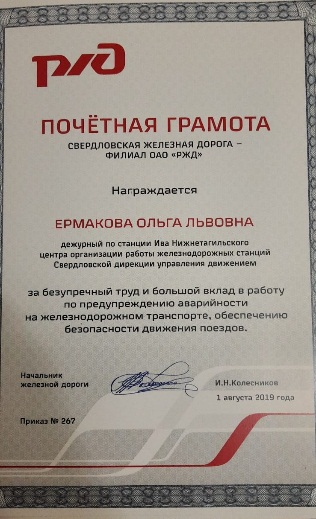 РЖД
ПОЧЁТНАЯ ГРАМОТА
СВЕРДЛОВСКАЯ ЖЕЛЕЗНАЯ ДОРОГА –
ФИЛИАЛ ОАО «РЖД»
Награждается
ЕРМАКОВА ОЛЬГА ЛЬВОВНА
дежурный по станции Ива Нижнетагильского
центра организации работы железнодорожных станций
Свердловской дирекции управления движением
за безупречный труд и большой вклад в работу
по предупреждению аварийности
на железнодорожном транспорте, обеспечению
безопасности движения поездов.
Начальник
железной дороги
И.Н.Колесников
1 августа 2019 года
Приказ № 267